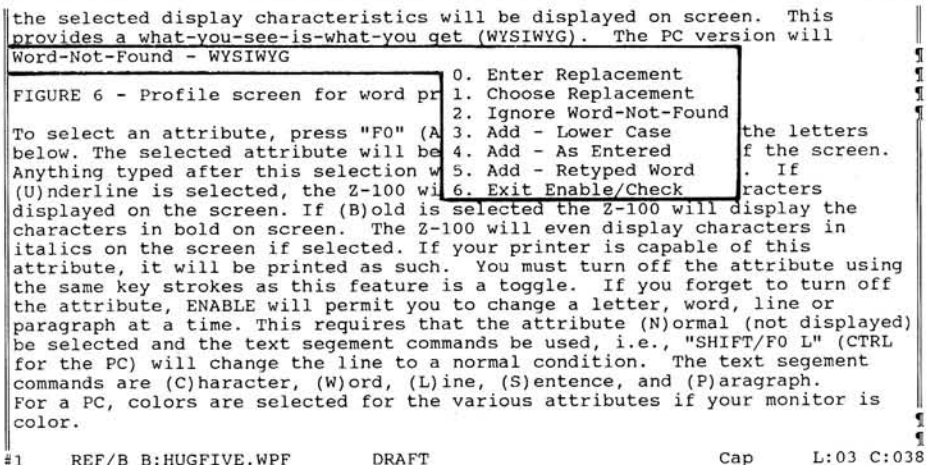 the selected display characteristics will be displayed on screen. This
provides a what-you-see-is-what-you get (WYSIWYG). The PC version will
Word-Not-Found - WYSIWYG
0. Enter Replacement
1. Choose Replacement
2. Ignore Word-Not-Found
3. Add - Lower Case
4. Add - As Entered
5. Add - Retyped Word
6. Exit Enable/Check
FIGURE 6 - Profile screen for word pr
To select an attribute, press "F0" (A the letters
below. The selected attribute will be f the screen.
Anything typed after this selection w . If
(U)nderline is selected, the Z-100 wi racters
displayed on the screen. If (B)old is selected the Z-100 will display the
characters in bold on screen. The Z-100 will even display characters in
italics on the screen if selected. If your printer is capable of this
attribute, it will be printed as such. You must turn off the attribute using
the same key strokes as this feature is a toggle. If you forget to turn off
the attribute, ENABLE will permit you to change a letter, word, line or
paragraph at a time. This requires that the attribute (N)ormal (not displayed)
be selected and the text segement commands be used, i.e., "SHIFT/F0 L" (CTRL
for the PC) will change the line to a normal condition. The text segement
commands are (C)haracter, (W)ord, (L)ine, (S)entence, and (P)aragraph.
For a PC, colors are selected for the various attributes if your monitor is
color.
#1 REF/B B:HUGFIVE.WPF DRAFT Cap L:03 C:038